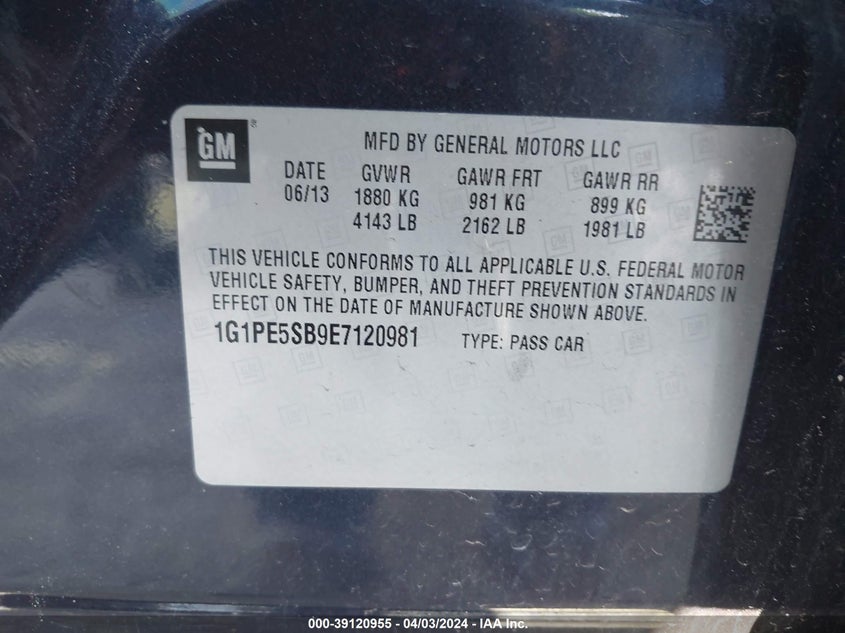 GM®
MFD BY GENERAL MOTORS LLC
DATE GVWR GAWR FRT GAWR RR
06/13 1880 KG 981 KG 899 KG
4143 LB 2162 LB 1981 LB
THIS VEHICLE CONFORMS TO ALL APPLICABLE U.S. FEDERAL MOTOR
VEHICLE SAFETY, BUMPER, AND THEFT PREVENTION STANDARDS IN
EFFECT ON THE DATE OF MANUFACTURE SHOWN ABOVE.
1G1PE5SB9E7120981 TYPE: PASS CAR
000-39120955 - 04/03/2024 - IAA Inc.